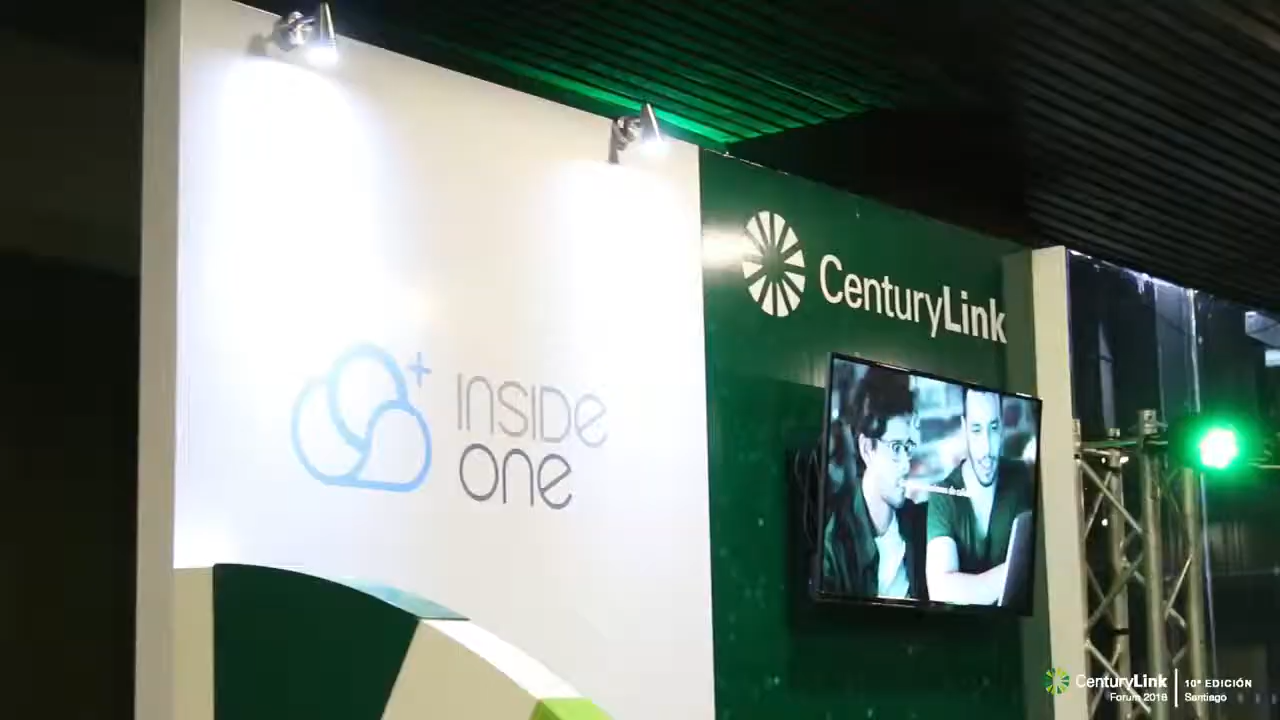 INSIDE
ONE
CenturyLink
CenturyLink
Forum 2018
10ª EDICIÓN
Santiago